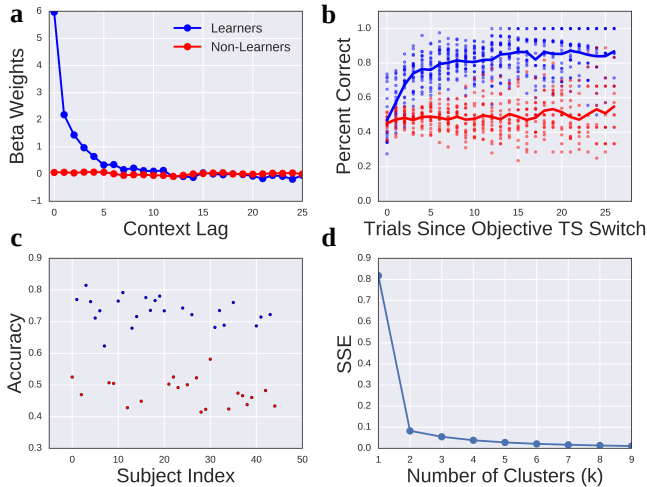 a
6
5
4
3
2
1
0
−1
Beta Weights
Learners
Non-Learners
0 5 10 15 20 25
Context Lag
b
1.0
0.8
0.6
0.4
0.2
0.0
Percent Correct
0 5 10 15 20 25
Trials Since Objective TS Switch
c
0.9
0.8
0.7
0.6
0.5
0.4
0.3
Accuracy
0 10 20 30 40 50
Subject Index
d
0.9
0.8
0.7
0.6
0.5
0.4
0.3
0.2
0.1
0.0
SSE
1 2 3 4 5 6 7 8 9
Number of Clusters (k)